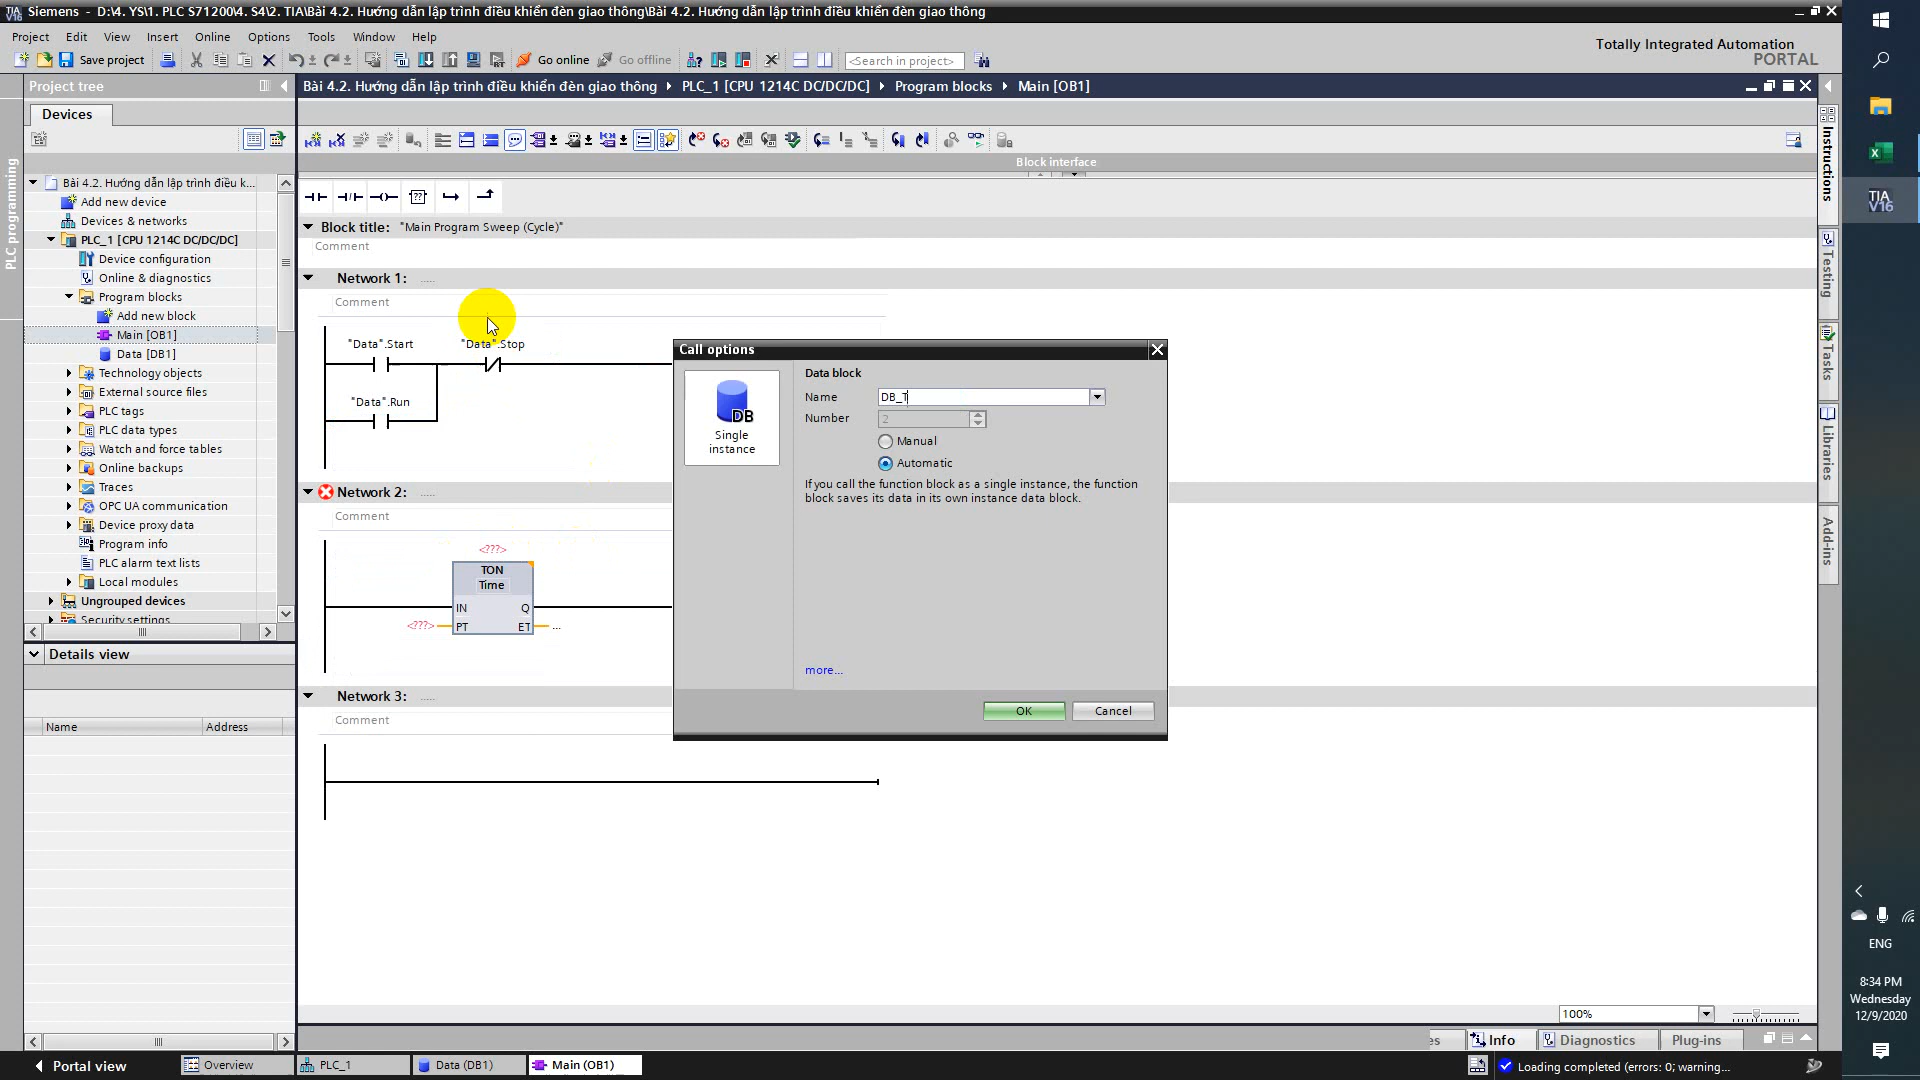 Siemens - D:\4. YS\1. PLC S71200\4. S4\2. TIA\Bài 4.2. Hướng dẫn lập trình điều khiển đèn giao thông\Bài 4.2. Hướng dẫn lập trình điều khiển đèn giao thông
Project Edit View Insert Online Options Tools Window Help
Totally Integrated Automation
PORTAL
Save project
Go online
Go offline
<Search in project>
Project tree
Bài 4.2. Hướng dẫn lập trình điều khiển đèn giao thông PLC_1 [CPU 1214C DC/DC/DC] Program blocks Main [OB1]
Devices
Block interface
Bài 4.2. Hướng dẫn lập trình điều k...
Add new device
Devices & networks
PLC_1 [CPU 1214C DC/DC/DC]
Device configuration
Online & diagnostics
Program blocks
Add new block
Main [OB1]
Data [DB1]
Technology objects
External source files
PLC tags
PLC data types
Watch and force tables
Online backups
Traces
OPC UA communication
Device proxy data
Program info
PLC alarm text lists
Local modules
Ungrouped devices
Security settings
Details view
Name Address
PLC programming
Block title: "Main Program Sweep (Cycle)"
Comment
Network 1: .....
Comment
"Data".Start "Data".Stop
"Data".Run
Network 2: .....
Comment
<???>
TON
Time
IN Q
<???> PT ET ...
Network 3: .....
Comment
Call options
DB
Single
instance
Data block
Name DB_T
Number 2
Manual
Automatic
If you call the function block as a single instance, the function
block saves its data in its own instance data block.
more...
OK Cancel
Instructions
Testing
Tasks
Libraries
Add-ins
100%
es Info Diagnostics Plug-ins
Portal view Overview PLC_1 Data (DB1) Main (OB1)
Loading completed (errors: 0; warning...
TIA
V16
ENG
8:34 PM
Wednesday
12/9/2020